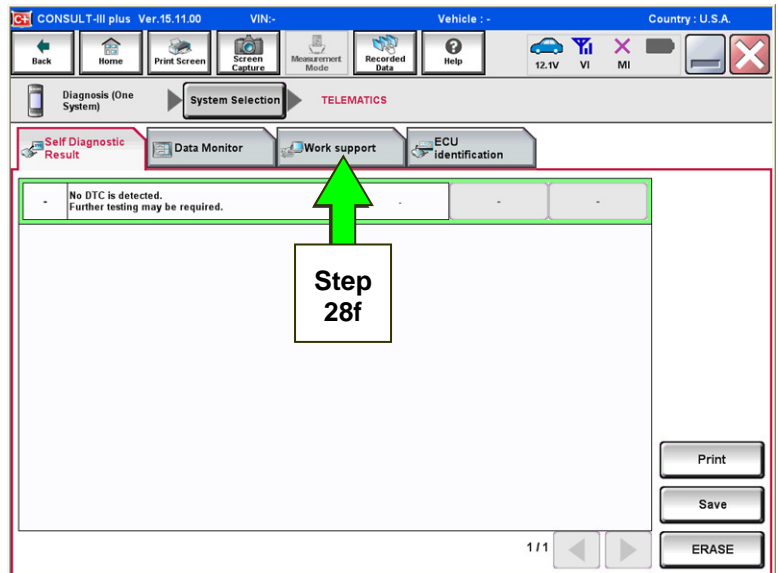 C+ CONSULT-III plus Ver.15.11.00 VIN:- Vehicle : - Country : U.S.A.
Back
Home
Print Screen
Screen
Capture
Measurement
Mode
Recorded
Data
Help
12.1V VI MI
Diagnosis (One
System)
System Selection
TELEMATICS
Self Diagnostic
Result
Data Monitor
Work support
ECU
identification
- No DTC is detected.
Further testing may be required. . - -
Step
28f
Print
Save
1/1
ERASE